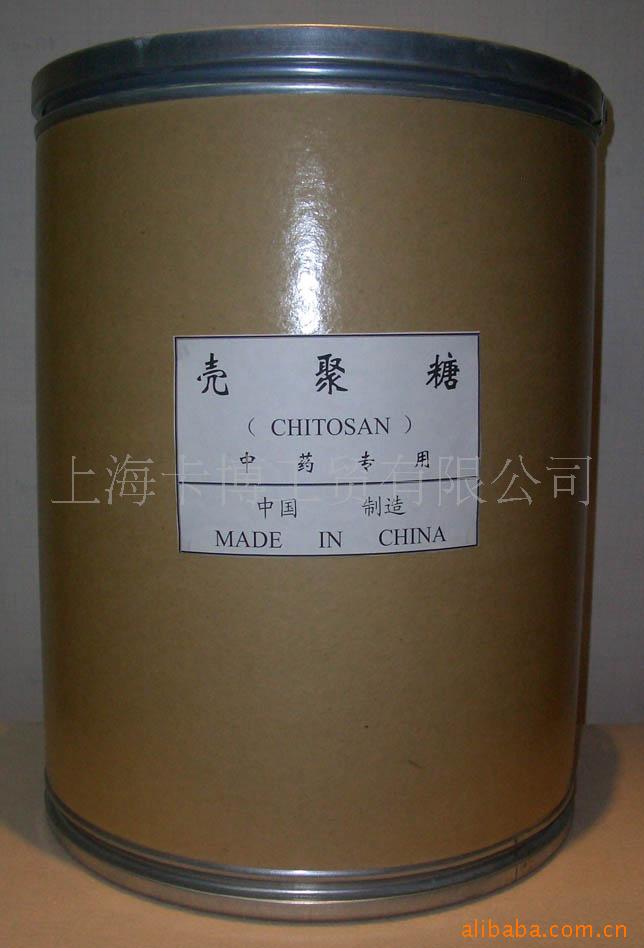 壳聚糖
（ CHITOSAN ）
中药专用
上海卡博工贸有限公司
中国 制造
MADE IN CHINA
alibaba.com.cn